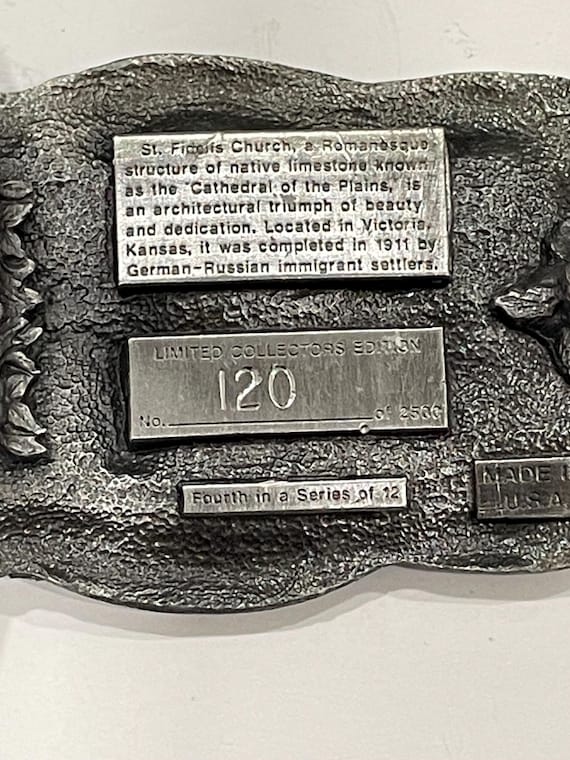 St. Fidelis Church, a Romanesque
structure of native limestone known
as the "Cathedral of the Plains," is
an architectural triumph of beauty
and dedication. Located in Victoria,
Kansas, it was completed in 1911 by
German-Russian immigrant settlers.
LIMITED COLLECTORS EDITION
120
No. of 2500
Fourth in a Series of 12
MADE
U.S.A